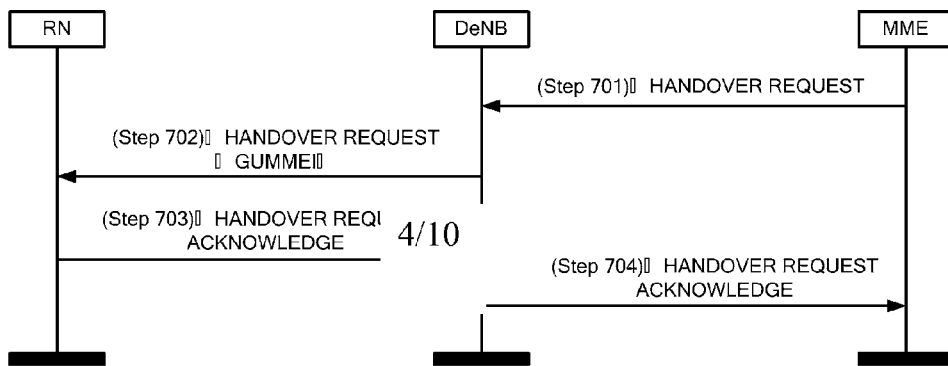 RN DeNB MME
(Step 701)▯ HANDOVER REQUEST
(Step 702)▯ HANDOVER REQUEST
▯ GUMMEI▯
(Step 703)▯ HANDOVER REQU
ACKNOWLEDGE
4/10
(Step 704)▯ HANDOVER REQUEST
ACKNOWLEDGE